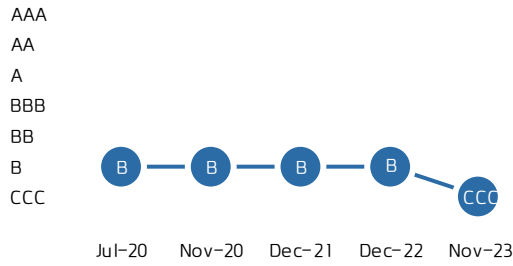 AAA
AA
A
BBB
BB
B B B B B
CCC CCC
Jul-20 Nov-20 Dec-21 Dec-22 Nov-23